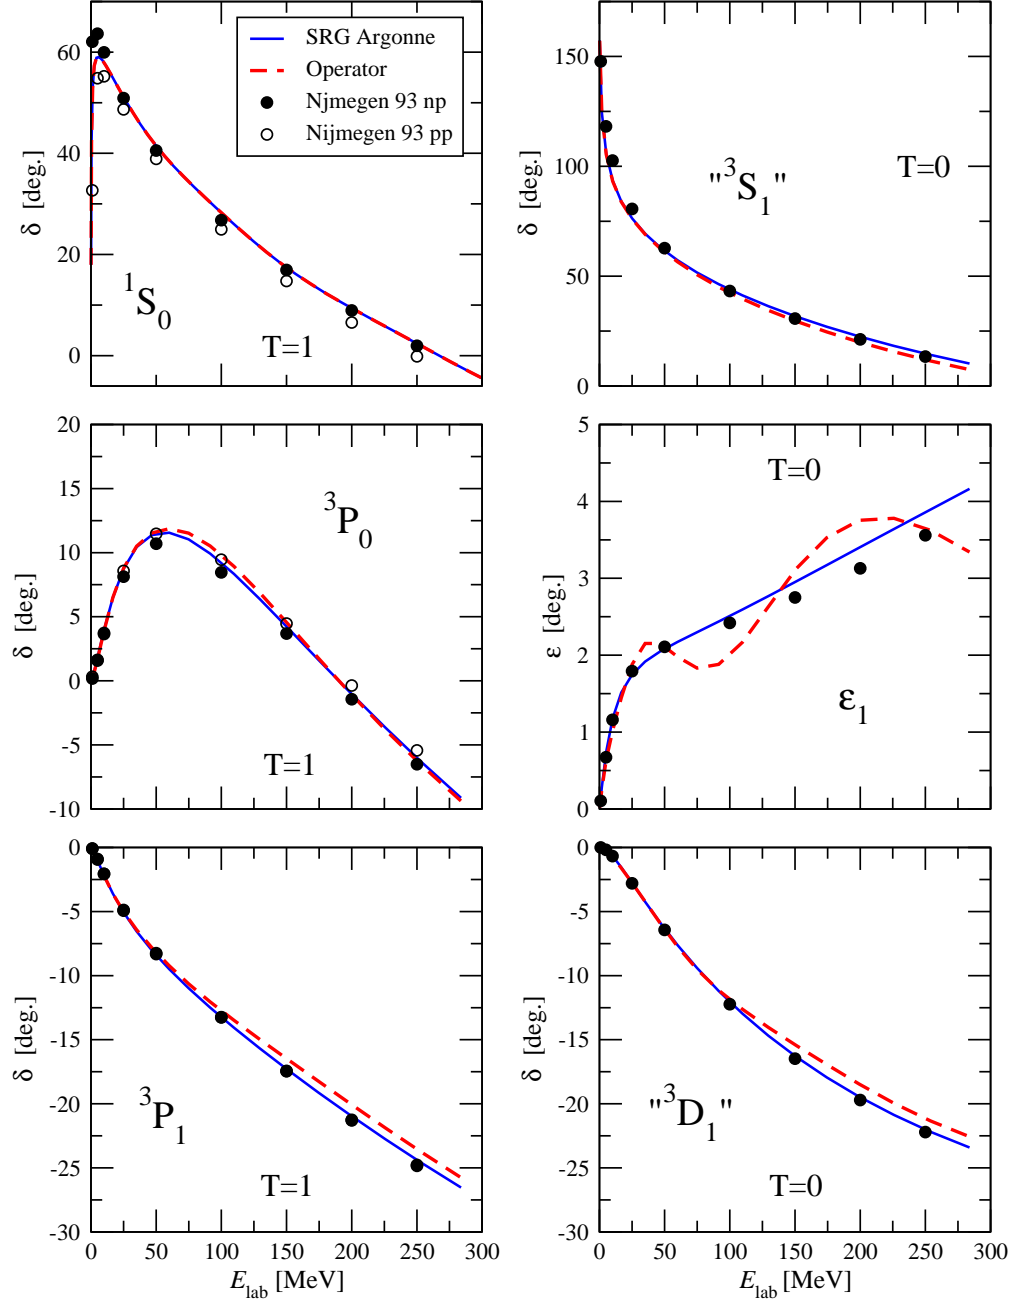 SRG Argonne
Operator
Njmegen 93 np
Nijmegen 93 pp
60
40
20
0
δ [deg.]
¹S₀
T=1
150
100
50
0
δ [deg.]
"³S₁"
T=0
20
15
10
5
0
-5
-10
δ [deg.]
³P₀
T=1
5
4
3
2
1
0
ε [deg.]
T=0
ε₁
0
-5
-10
-15
-20
-25
-30
δ [deg.]
³P₁
T=1
0 50 100 150 200 250 300
E_lab [MeV]
0
-5
-10
-15
-20
-25
-30
δ [deg.]
"³D₁"
T=0
0 50 100 150 200 250 300
E_lab [MeV]